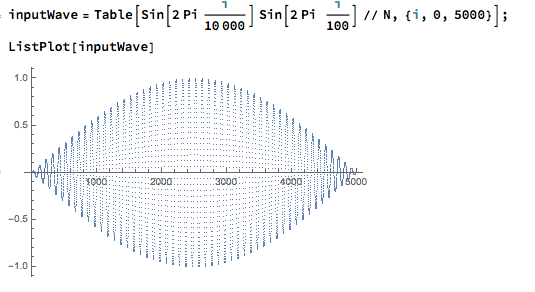 inputWave = Table[Sin[2 Pi i/10 000] Sin[2 Pi i/100] // N, {i, 0, 5000}];
ListPlot[inputWave]
1.0
0.5
1000 2000 3000 4000 5000
-0.5
-1.0